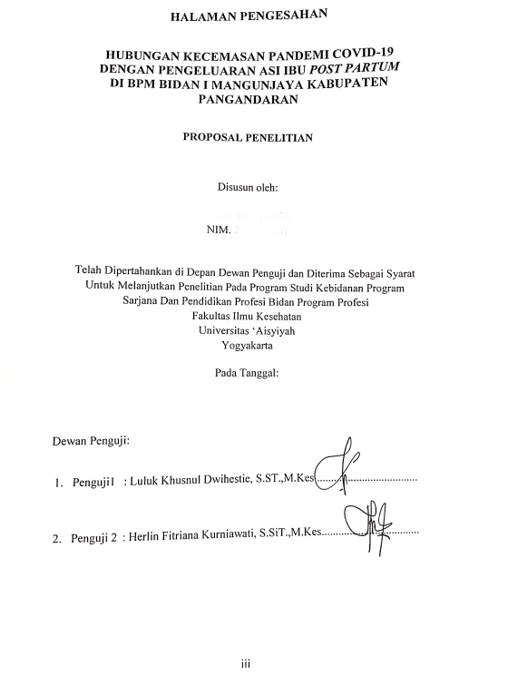 HALAMAN PENGESAHAN
HUBUNGAN KECEMASAN PANDEMI COVID-19
DENGAN PENGELUARAN ASI IBU POST PARTUM
DI BPM BIDAN I MANGUNJAYA KABUPATEN
PANGANDARAN
PROPOSAL PENELITIAN
Disusun oleh:
NIM.
Telah Dipertahankan di Depan Dewan Penguji dan Diterima Sebagai Syarat
Untuk Melanjutkan Penelitian Pada Program Studi Kebidanan Program
Sarjana Dan Pendidikan Profesi Bidan Program Profesi
Fakultas Ilmu Kesehatan
Universitas ‘Aisyiyah
Yogyakarta
Pada Tanggal:
Dewan Penguji:
1. Penguji1 : Luluk Khusnul Dwihestie, S.ST.,M.Kes..............................
2. Penguji 2 : Herlin Fitriana Kurniawati, S.SiT.,M.Kes..............................
iii